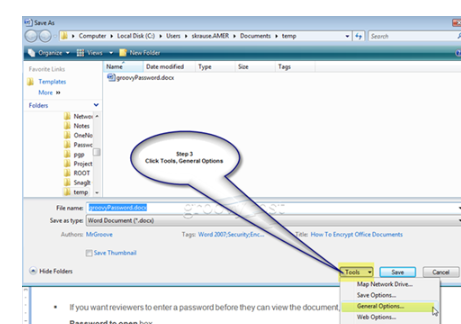 Save As
Computer ▸ Local Disk (C:) ▸ Users ▸ skrause.AMER ▸ Documents ▸ temp
Search
Organize Views New Folder
Favorite Links
Templates
More »
Folders
Name Date modified Type Size Tags
groovyPassword.docx
Networ
Notes
OneNo
Passwo
pgp
Project
ROOT
SnagIt
temp
Step 3
Click Tools, General Options
File name: groovyPassword.docx
Save as type: Word Document (*.docx)
Authors: MrGroove
Tags: Word 2007;Security;Enc...
Title: How To Encrypt Office Documents
Save Thumbnail
Hide Folders
Tools Save Cancel
Map Network Drive...
Save Options...
General Options...
Web Options...
• If you want reviewers to enter a password before they can view the document,
Password to open box